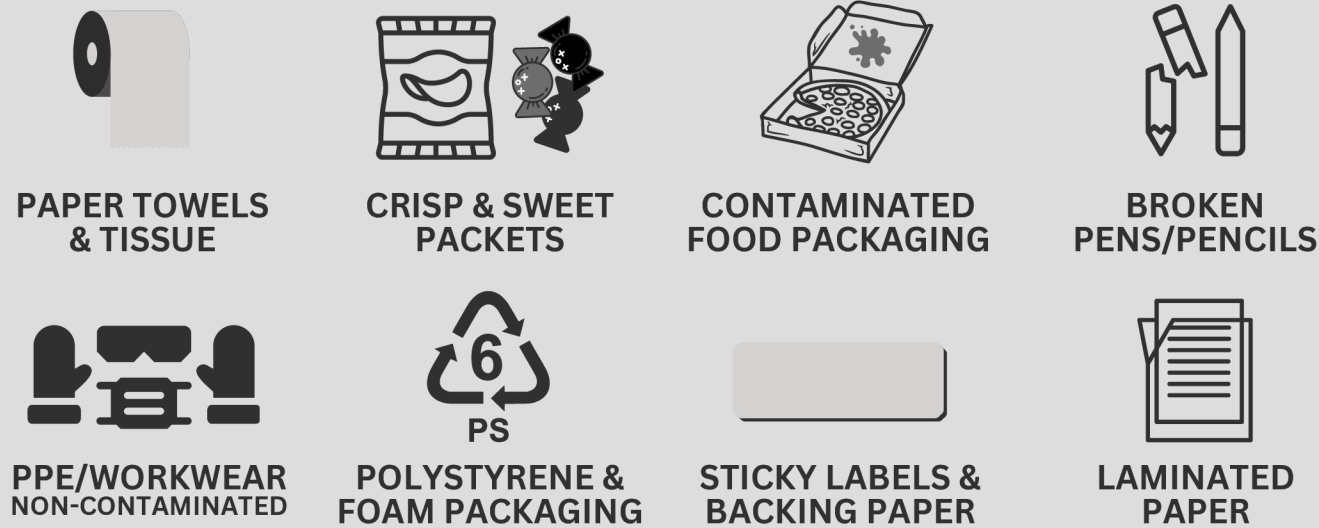 PAPER TOWELS
& TISSUE
CRISP & SWEET
PACKETS
CONTAMINATED
FOOD PACKAGING
BROKEN
PENS/PENCILS
PPE/WORKWEAR
NON-CONTAMINATED
6
PS
POLYSTYRENE &
FOAM PACKAGING
STICKY LABELS &
BACKING PAPER
LAMINATED
PAPER